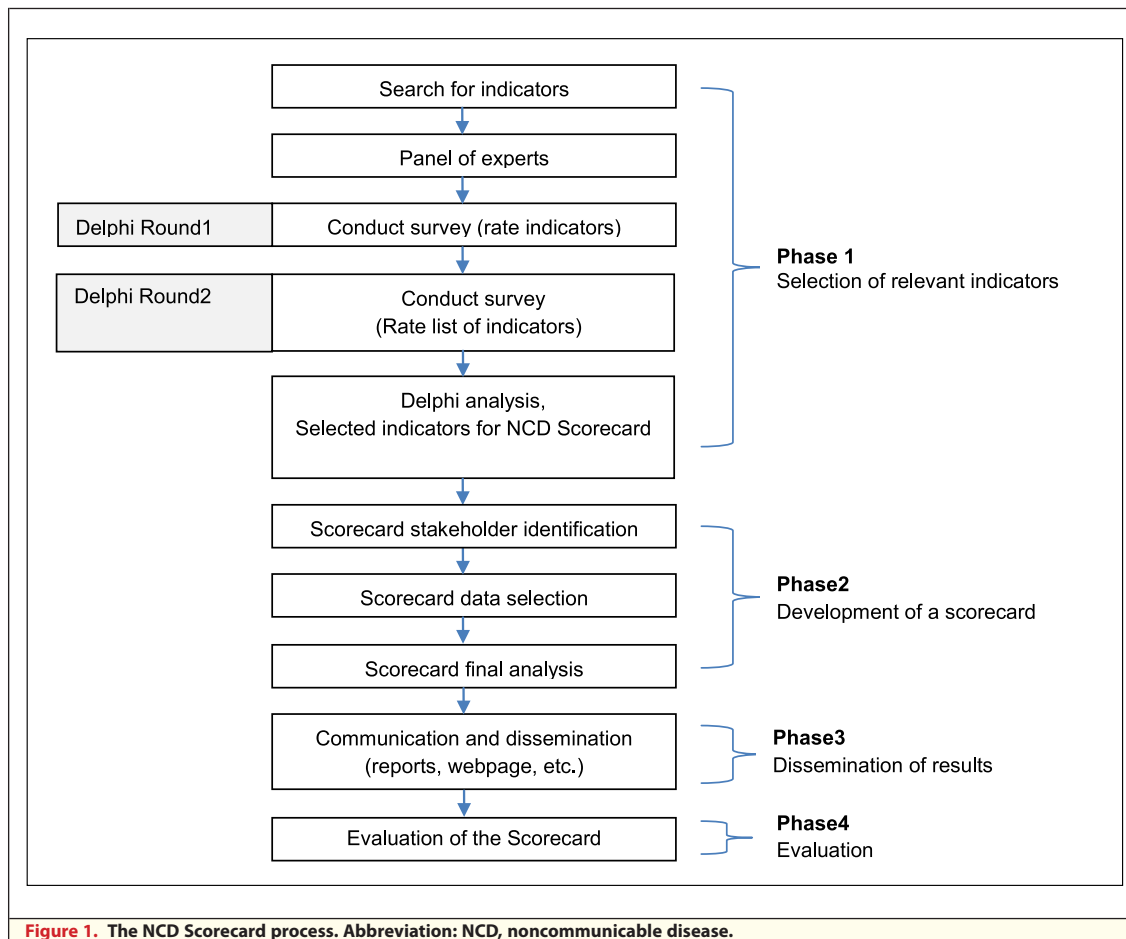 Search for indicators
Panel of experts
Delphi Round1
Conduct survey (rate indicators)
Delphi Round2
Conduct survey
(Rate list of indicators)
Delphi analysis,
Selected indicators for NCD Scorecard
Phase 1
Selection of relevant indicators
Scorecard stakeholder identification
Scorecard data selection
Scorecard final analysis
Phase2
Development of a scorecard
Communication and dissemination
(reports, webpage, etc.)
Phase3
Dissemination of results
Evaluation of the Scorecard
Phase4
Evaluation
Figure 1. The NCD Scorecard process. Abbreviation: NCD, noncommunicable disease.